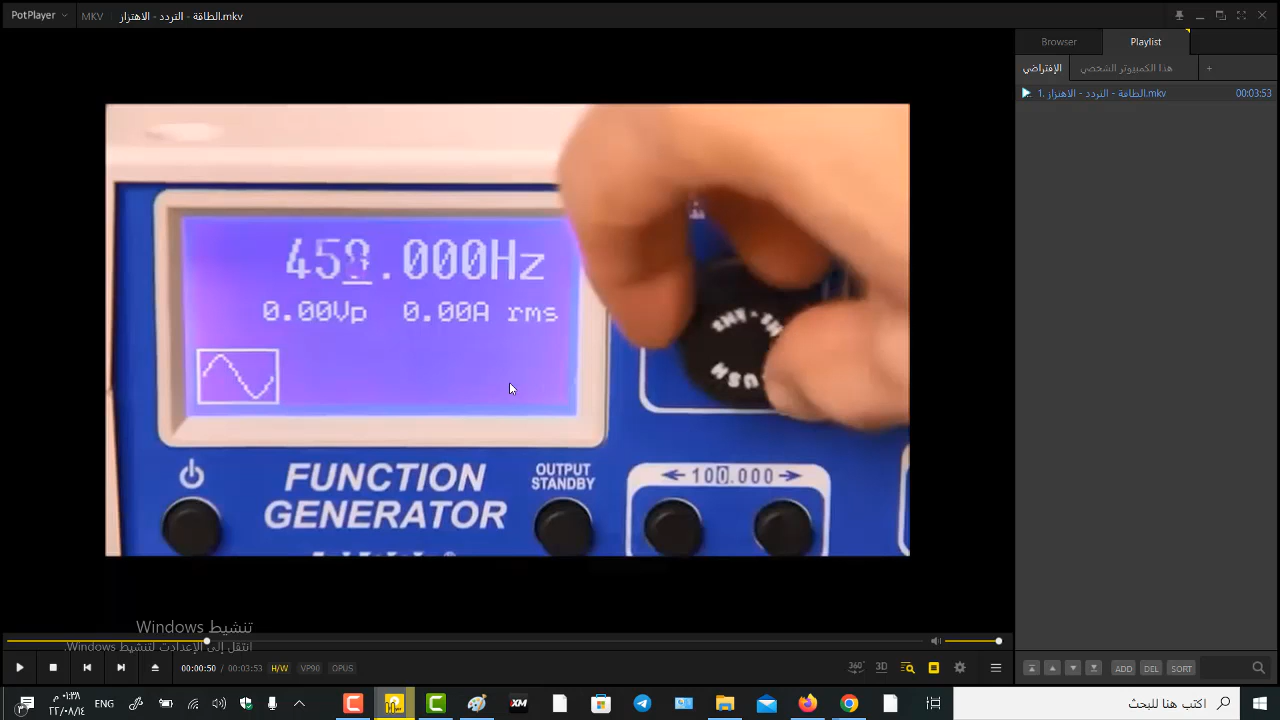 PotPlayer
MKV
الطاقة - التردد - الاهتزاز.mkv
Browser
Playlist
الإفتراضي
هذا الكمبيوتر الشخصي
+
1. الطاقة - التردد - الاهتزاز.mkv
00:03:53
.000Hz
0.00Vp 0.00A rms
FUNCTION
GENERATOR
OUTPUT
STANDBY
100.000
تنشيط Windows
انتقل إلى الإعدادات لتنشيط Windows.
00:00:50 / 00:03:53
H/W
VP90
OPUS
360°
3D
ADD
DEL
SORT
ENG
XM
اكتب هنا للبحث